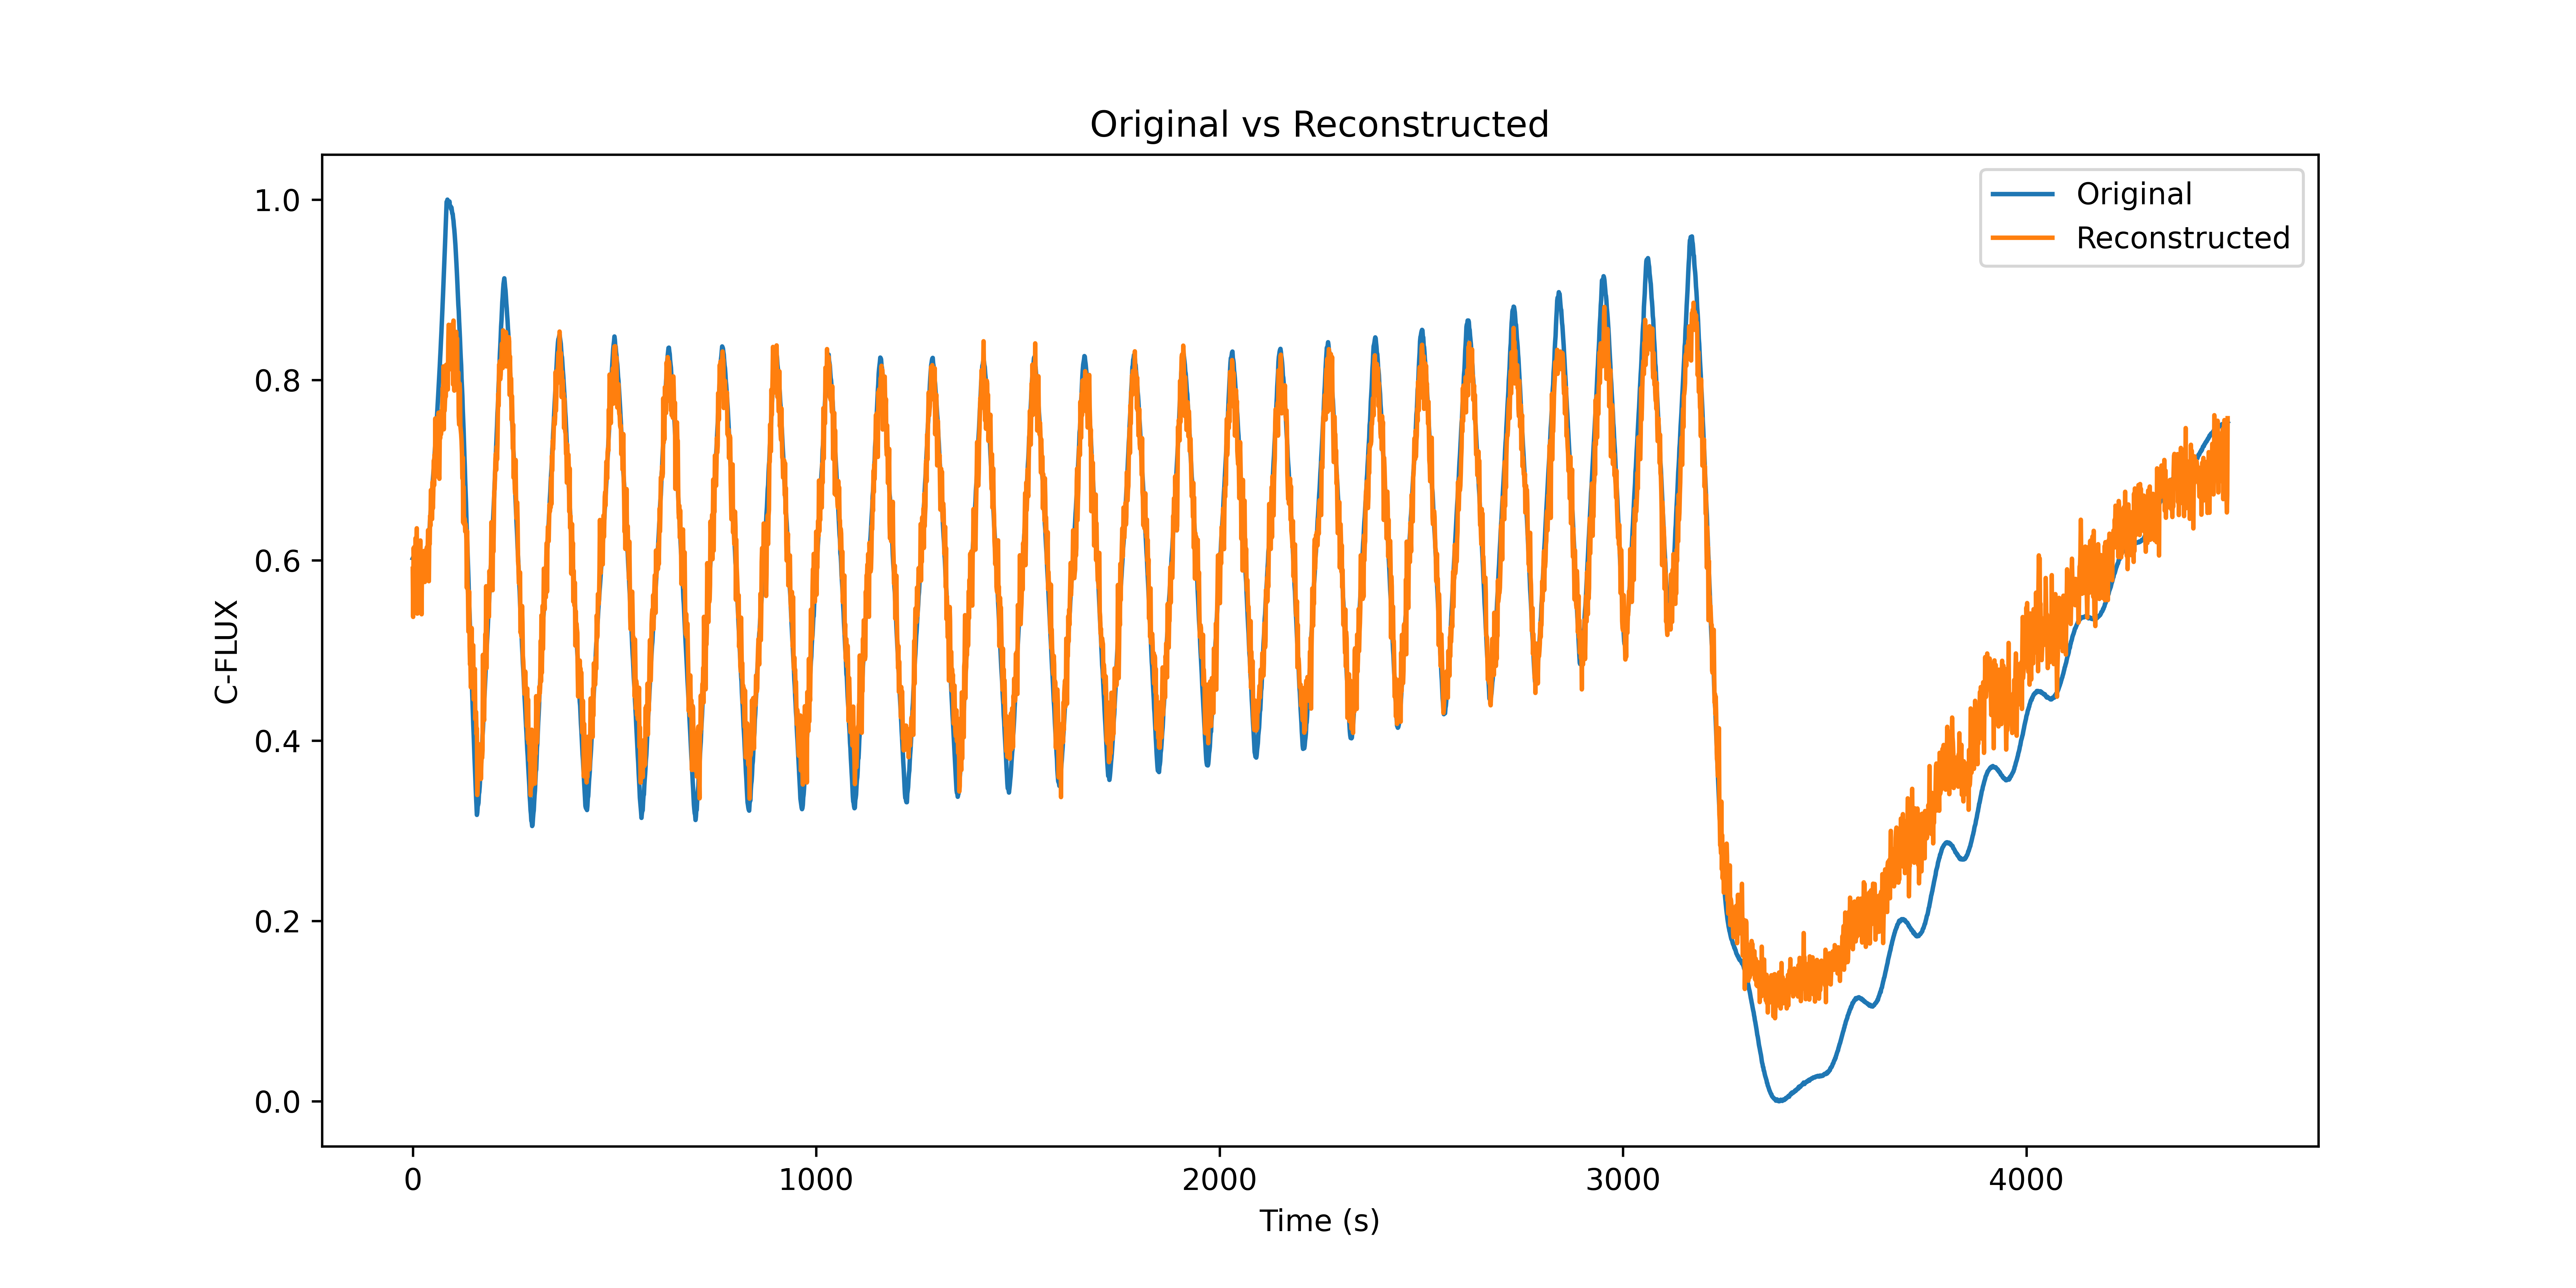 Original vs Reconstructed
Original
Reconstructed
1.0
0.8
0.6
0.4
0.2
0.0
C-FLUX
0 1000 2000 3000 4000
Time (s)